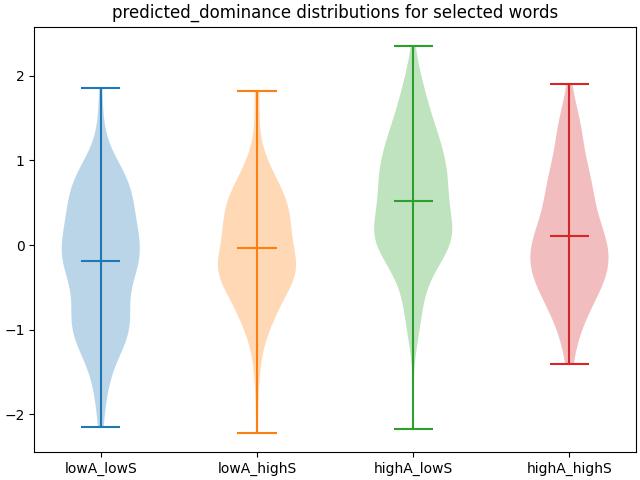 predicted_dominance distributions for selected words
2
1
0
−1
−2
lowA_lowS
lowA_highS
highA_lowS
highA_highS